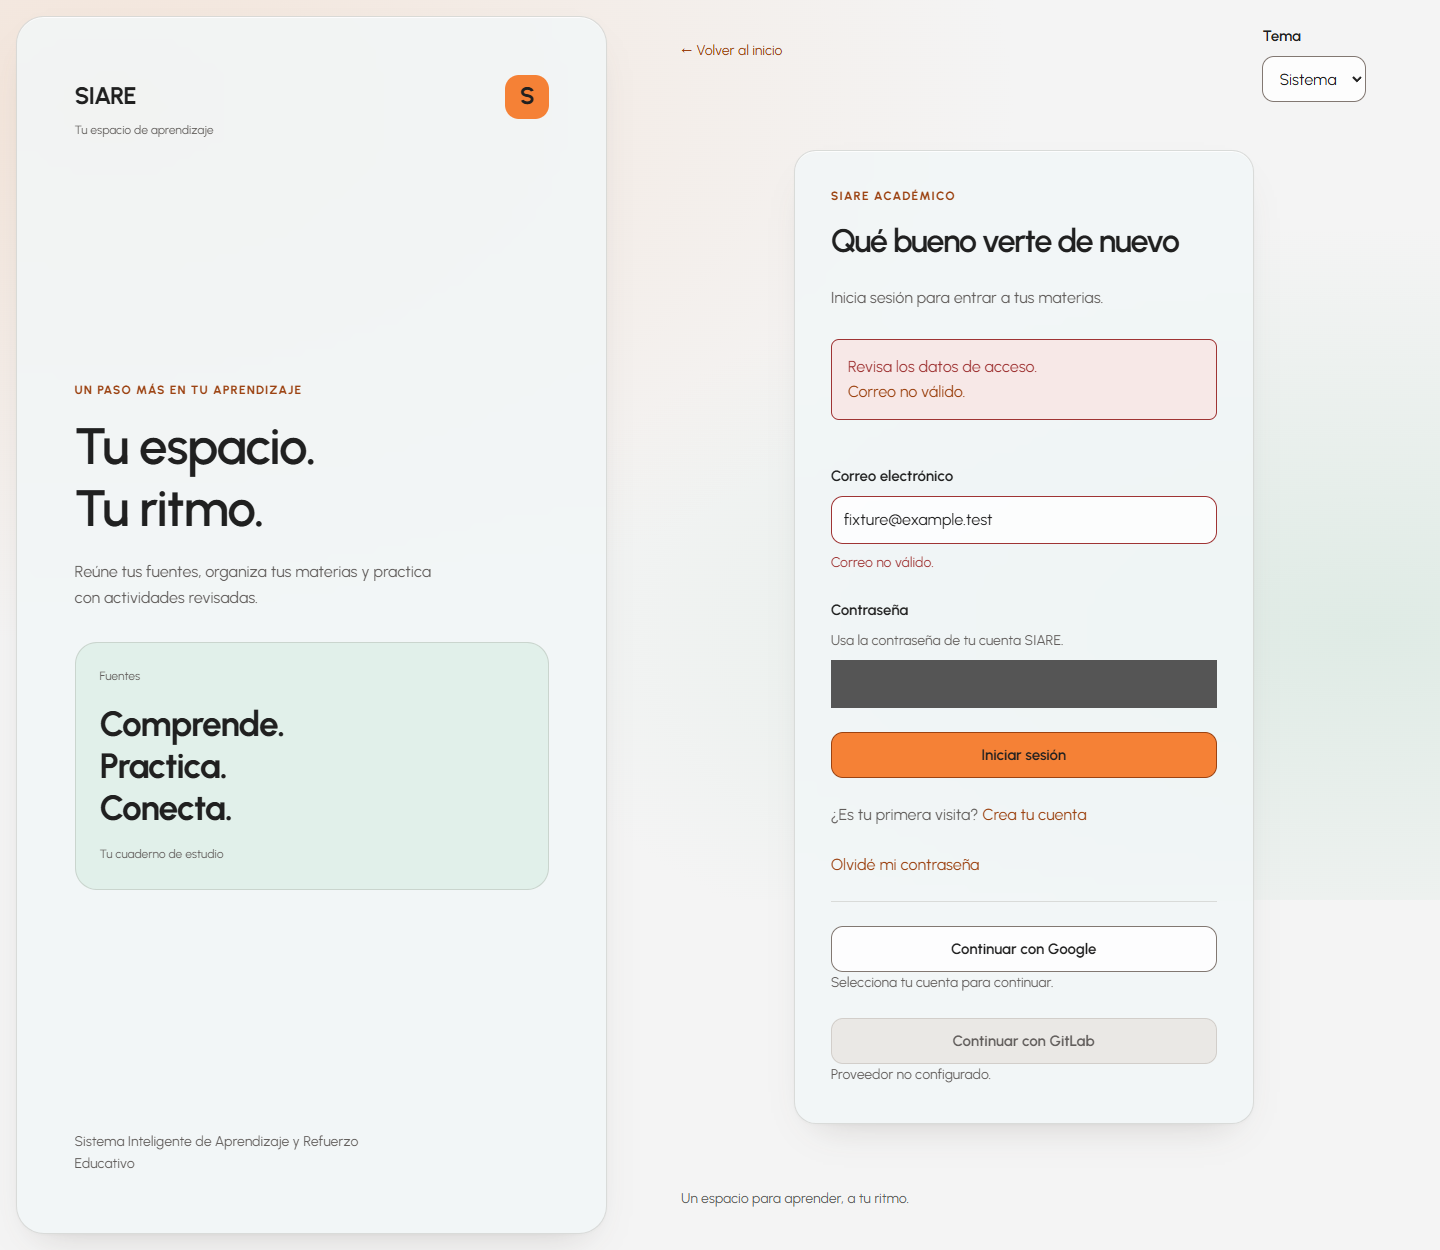 SIARE
S
Tu espacio de aprendizaje
UN PASO MÁS EN TU APRENDIZAJE
Tu espacio.
Tu ritmo.
Reúne tus fuentes, organiza tus materias y practica
con actividades revisadas.
Fuentes
Comprende.
Practica.
Conecta.
Tu cuaderno de estudio
Sistema Inteligente de Aprendizaje y Refuerzo
Educativo
← Volver al inicio
Tema
Sistema
SIARE ACADÉMICO
Qué bueno verte de nuevo
Inicia sesión para entrar a tus materias.
Revisa los datos de acceso.
Correo no válido.
Correo electrónico
fixture@example.test
Correo no válido.
Contraseña
Usa la contraseña de tu cuenta SIARE.
Iniciar sesión
¿Es tu primera visita? Crea tu cuenta
Olvidé mi contraseña
Continuar con Google
Selecciona tu cuenta para continuar.
Continuar con GitLab
Proveedor no configurado.
Un espacio para aprender, a tu ritmo.